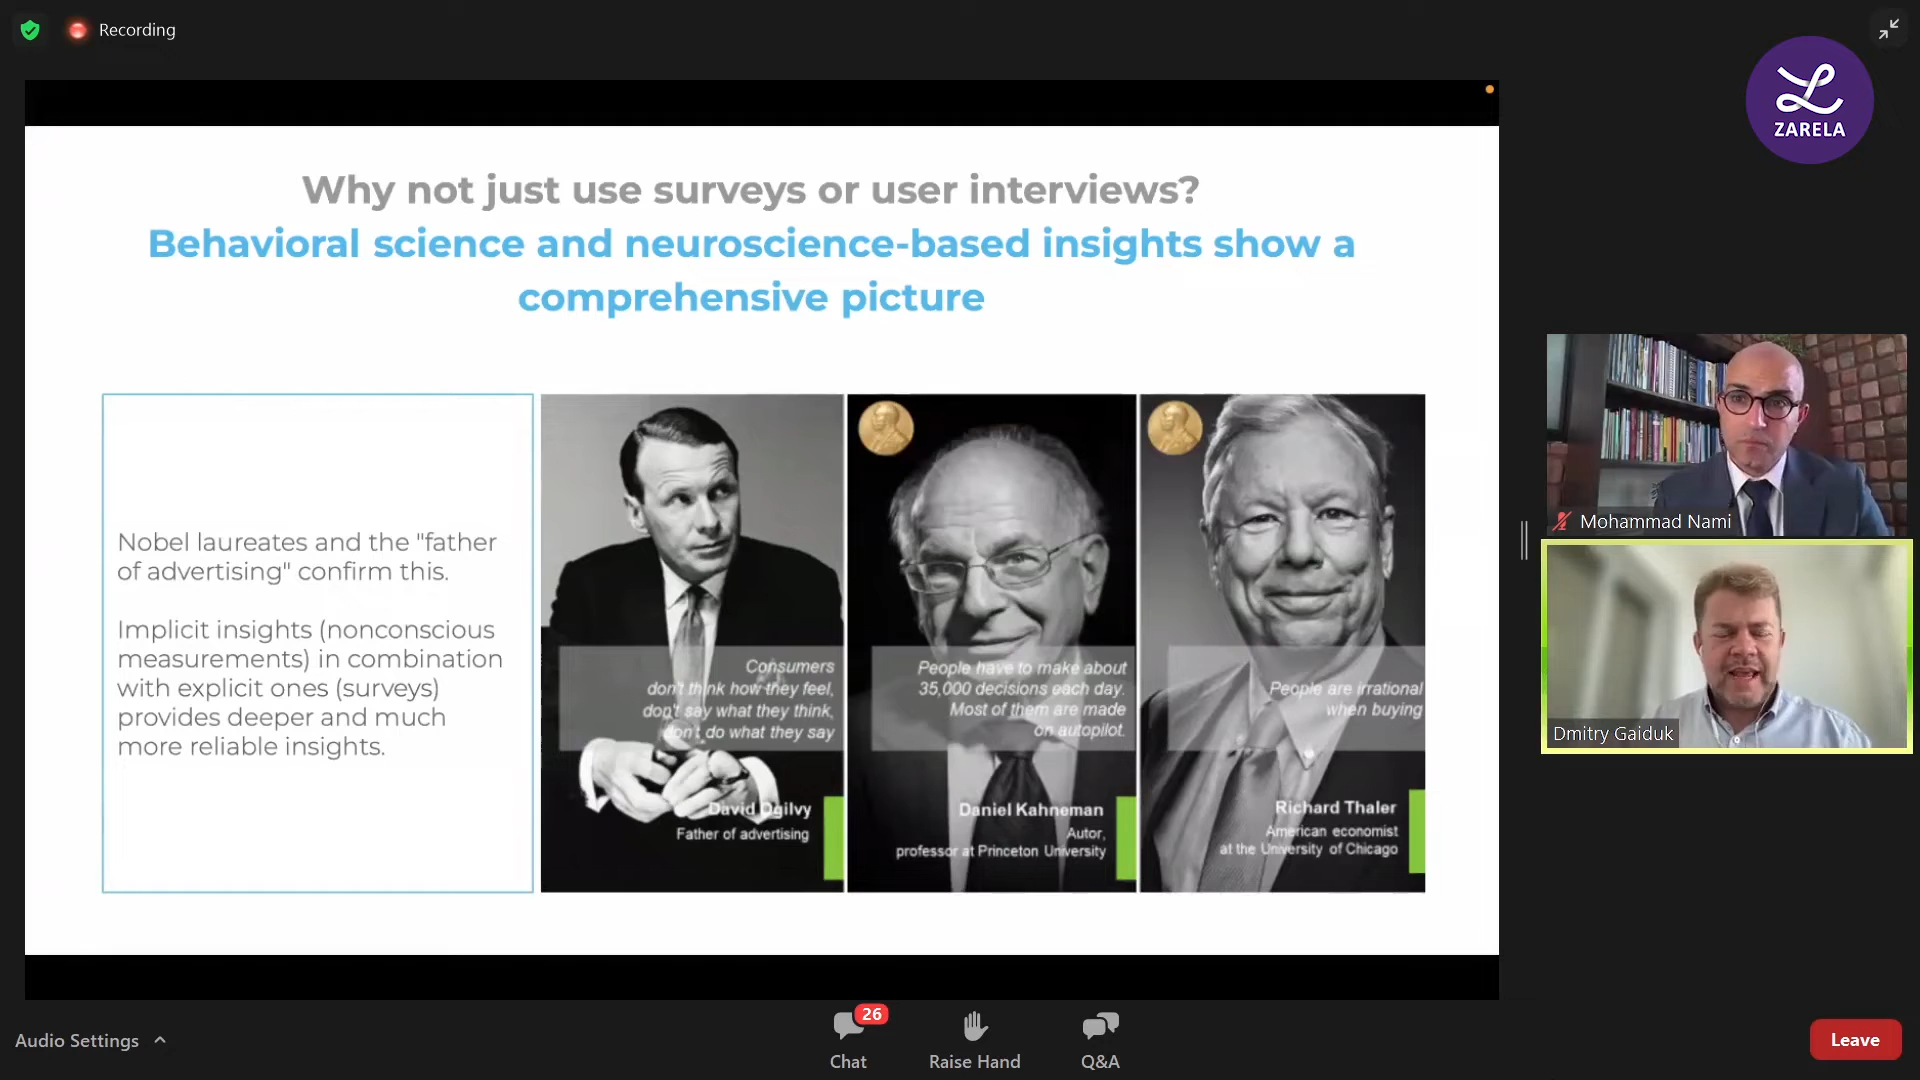 Recording
ZARELA
Why not just use surveys or user interviews?
Behavioral science and neuroscience-based insights show a
comprehensive picture
Nobel laureates and the "father
of advertising" confirm this.
Implicit insights (nonconscious
measurements) in combination
with explicit ones (surveys)
provides deeper and much
more reliable insights.
Consumers
don't think how they feel,
don't say what they think,
don't do what they say
David Ogilvy
Father of advertising
People have to make about
35,000 decisions each day.
Most of them are made
on autopilot.
Daniel Kahneman
Autor,
professor at Princeton University
People are irrational
when buying
Richard Thaler
American economist
at the University of Chicago
Mohammad Nami
Dmitry Gaiduk
Audio Settings
26
Chat
Raise Hand
Q&A
Leave